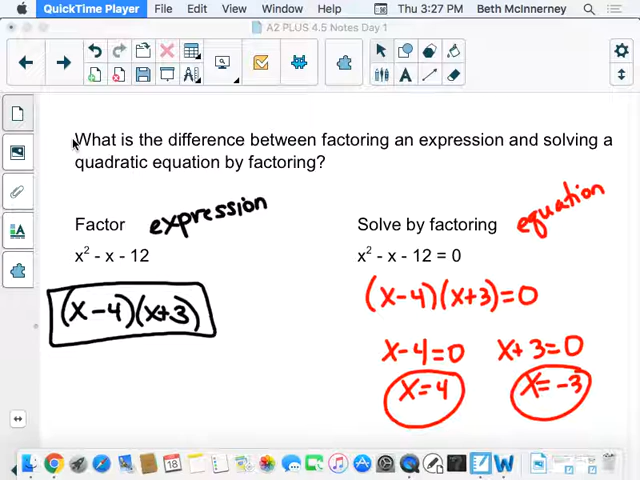 QuickTime Player File Edit View Window Help Thu 3:27 PM Beth McInnerney
A2 PLUS 4.5 Notes Day 1
What is the difference between factoring an expression and solving a
quadratic equation by factoring?
Factor expression
x² - x - 12
(x-4)(x+3)
Solve by factoring equation
x² - x - 12 = 0
(x-4)(x+3)=0
x-4=0 x+3=0
x=4 x=-3
18